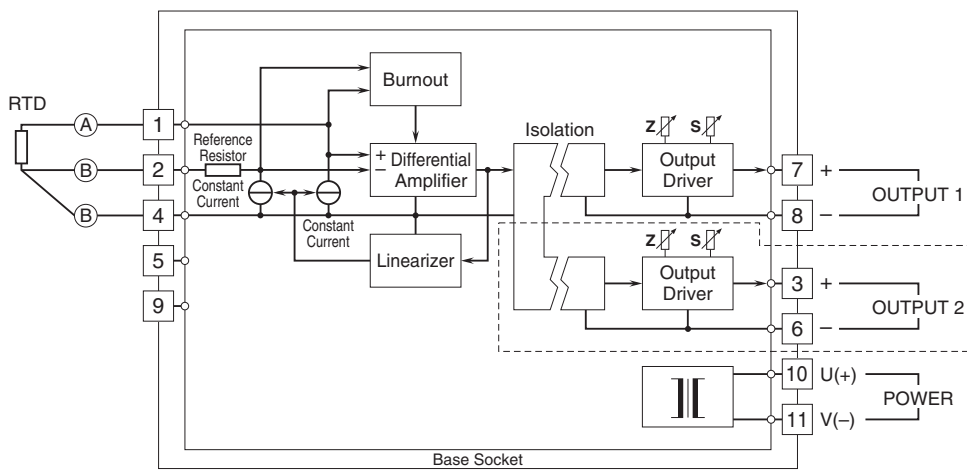 RTD
A
B
B
1
2
4
5
9
Reference
Resistor
Constant
Current
Constant
Current
Burnout
+
−
Differential
Amplifier
Linearizer
Isolation
Z
S
Output
Driver
Z
S
Output
Driver
7
+
8
−
OUTPUT 1
3
+
6
−
OUTPUT 2
10
U(+)
11
V(−)
POWER
Base Socket